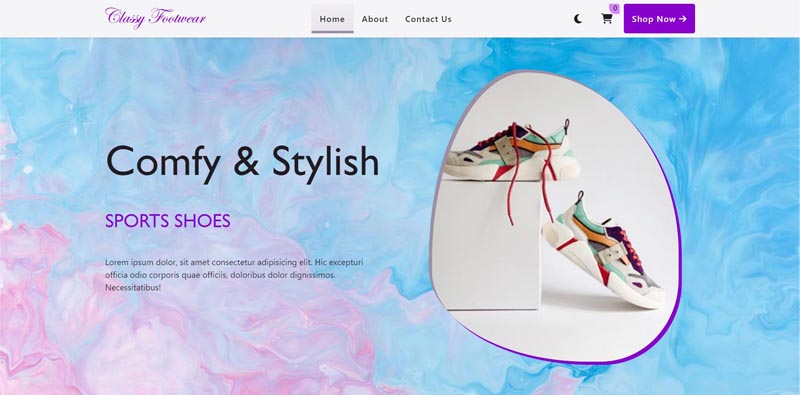 Classy Footwear
Home
About
Contact Us
0
Shop Now →
Comfy & Stylish
SPORTS SHOES
Lorem ipsum dolor, sit amet consectetur adipisicing elit. Hic excepturi
officia odio corporis quae officiis, doloribus dolor dignissimos.
Necessitatibus!